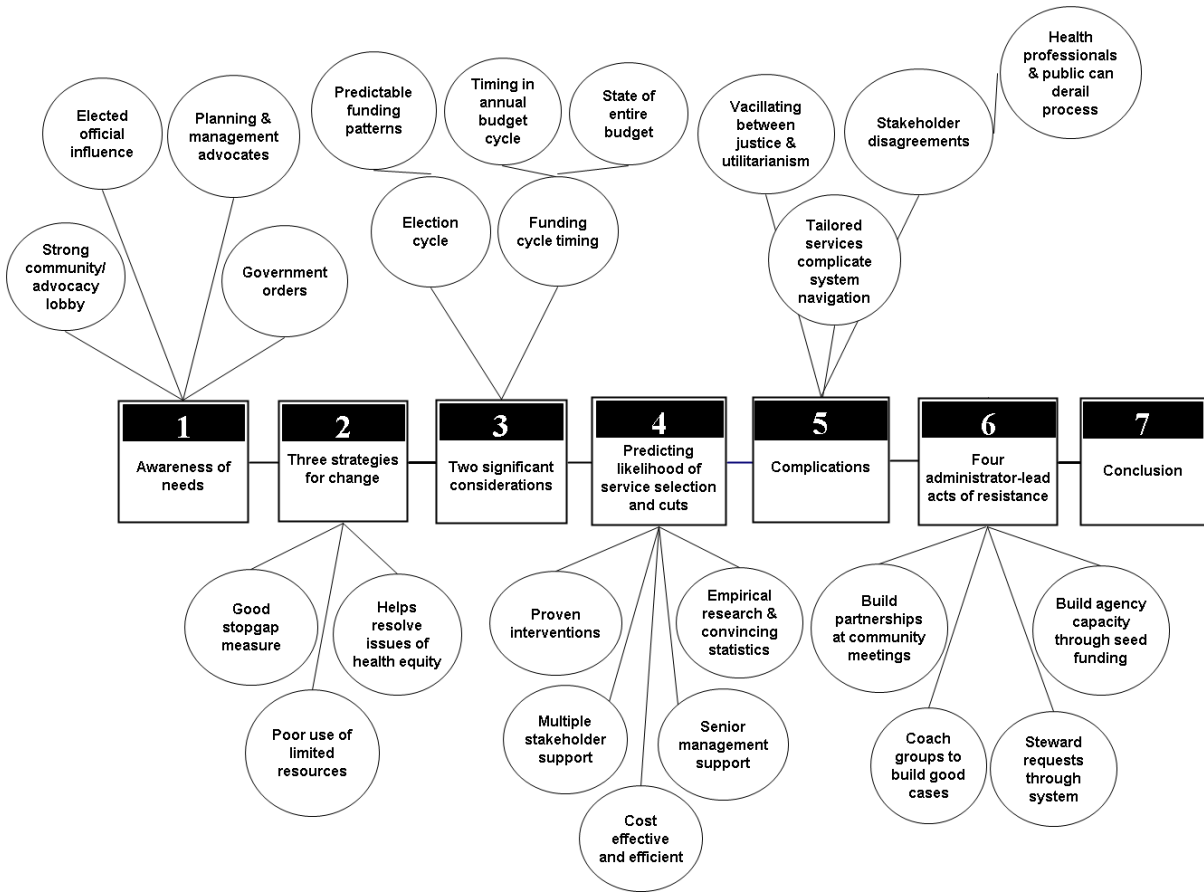 Elected
official
influence
Planning &
management
advocates
Strong
community/
advocacy
lobby
Government
orders
Predictable
funding
patterns
Timing in
annual
budget
cycle
State of
entire
budget
Election
cycle
Funding
cycle timing
Vacillating
between
justice &
utilitarianism
Stakeholder
disagreements
Health
professionals
& public can
derail
process
Tailored
services
complicate
system
navigation
1
Awareness of
needs
2
Three strategies
for change
3
Two significant
considerations
4
Predicting
likelihood of
service selection
and cuts
5
Complications
6
Four
administrator-lead
acts of resistance
7
Conclusion
Good
stopgap
measure
Helps
resolve
issues of
health equity
Poor use of
limited
resources
Proven
interventions
Empirical
research &
convincing
statistics
Multiple
stakeholder
support
Senior
management
support
Cost
effective
and efficient
Build
partnerships
at community
meetings
Build agency
capacity
through seed
funding
Coach
groups to
build good
cases
Steward
requests
through
system